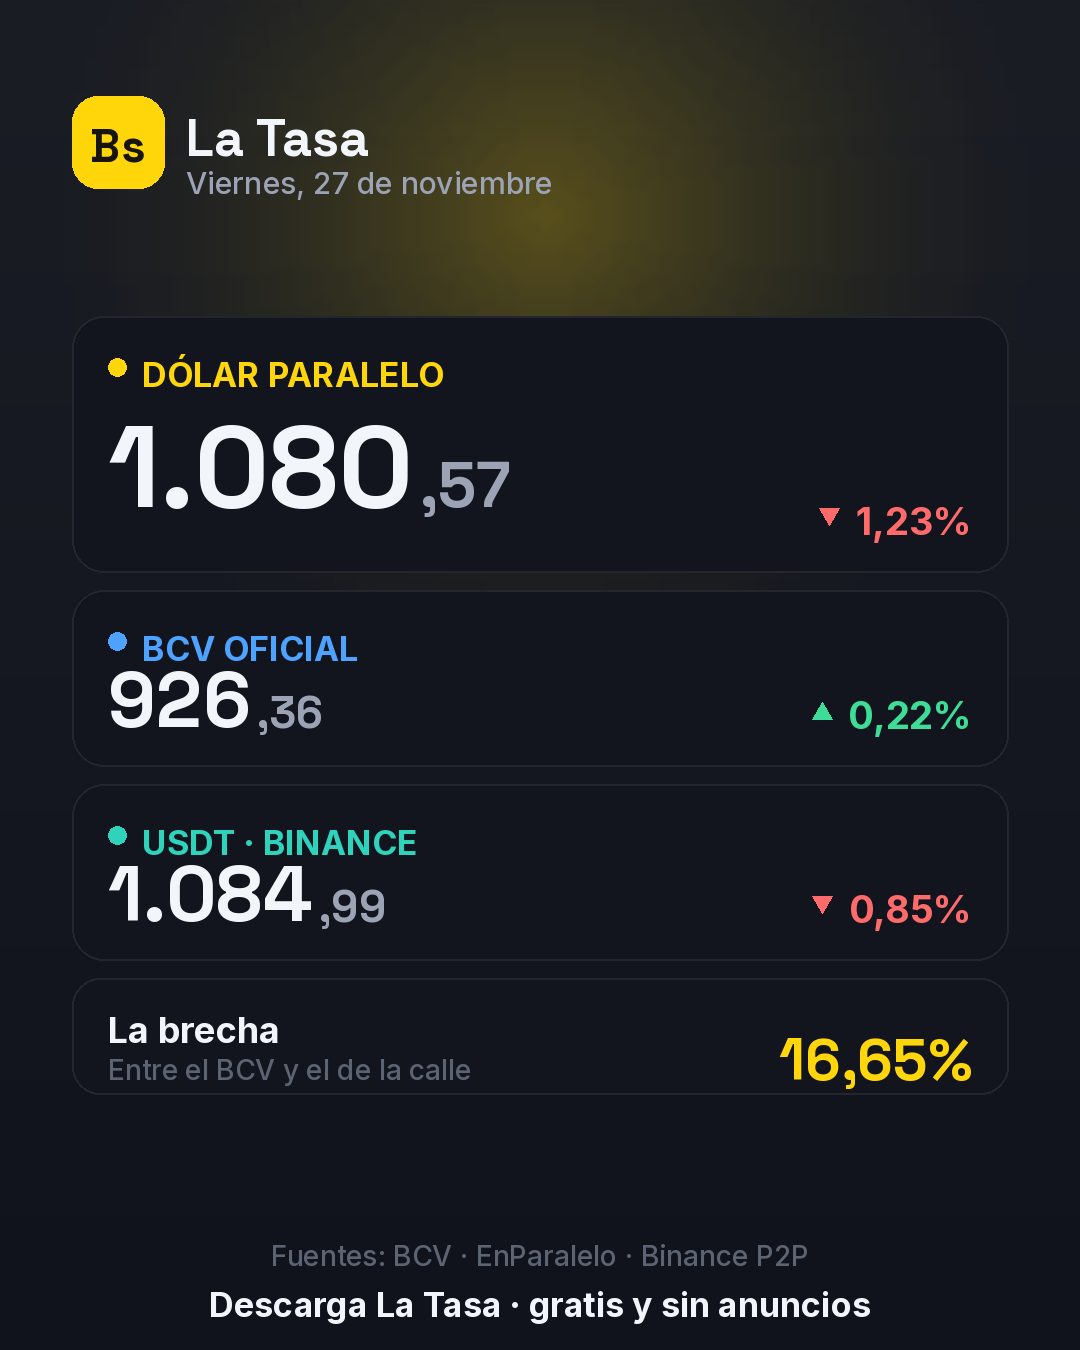 Bs
La Tasa
Viernes, 27 de noviembre
DÓLAR PARALELO
1.080,57
▼ 1,23%
BCV OFICIAL
926,36
▲ 0,22%
USDT · BINANCE
1.084,99
▼ 0,85%
La brecha
Entre el BCV y el de la calle
16,65%
Fuentes: BCV · EnParalelo · Binance P2P
Descarga La Tasa · gratis y sin anuncios